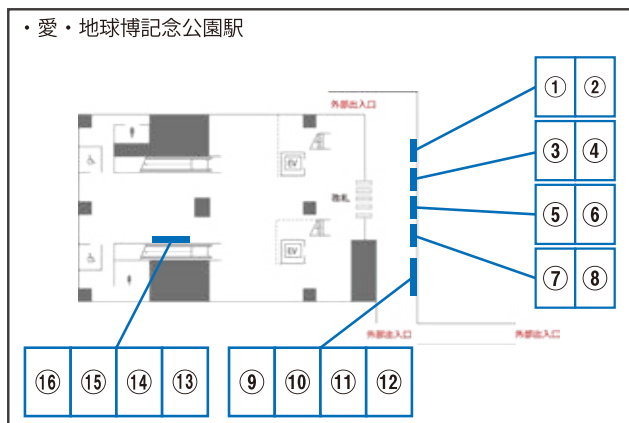 ・愛・地球博記念公園駅
外部出入口
① ②
③ ④
EV
改札
⑤ ⑥
EV
⑦ ⑧
外部出入口
外部出入口
⑯ ⑮ ⑭ ⑬
⑨ ⑩ ⑪ ⑫